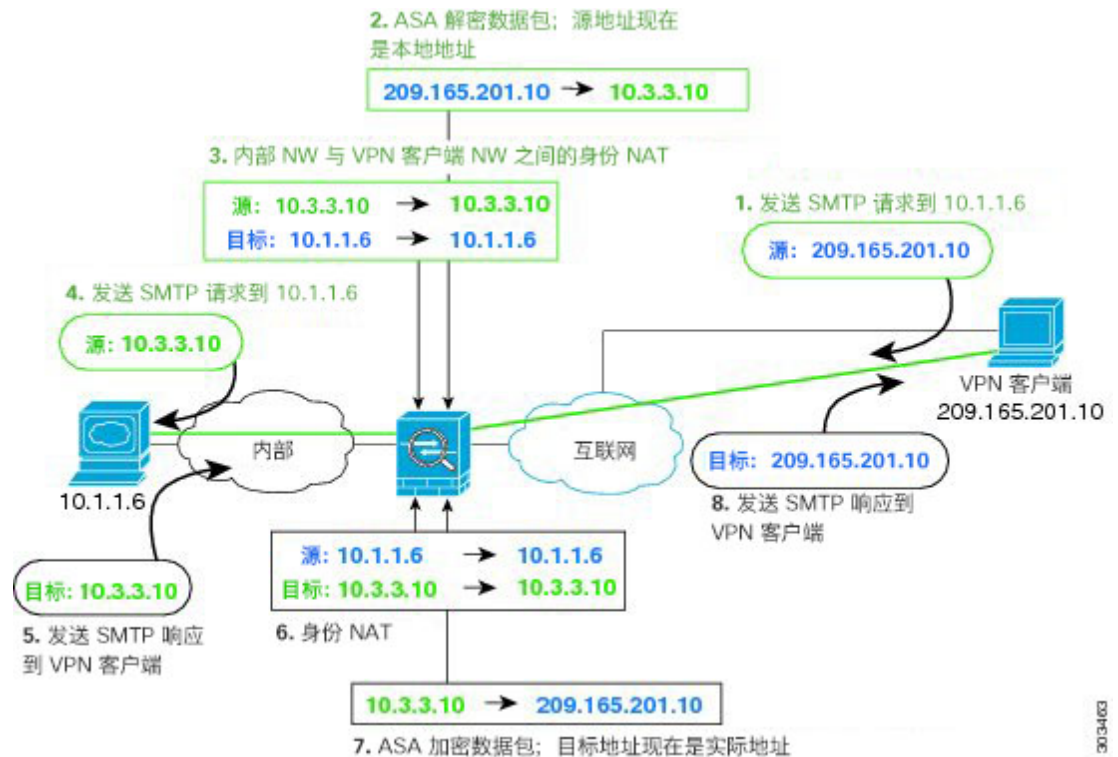 2. ASA 解密数据包；源地址现在
是本地地址
209.165.201.10 → 10.3.3.10
3. 内部 NW 与 VPN 客户端 NW 之间的身份 NAT
源: 10.3.3.10 → 10.3.3.10
目标: 10.1.1.6 → 10.1.1.6
1. 发送 SMTP 请求到 10.1.1.6
源: 209.165.201.10
4. 发送 SMTP 请求到 10.1.1.6
源: 10.3.3.10
VPN 客户端
209.165.201.10
内部
互联网
10.1.1.6
目标: 209.165.201.10
8. 发送 SMTP 响应到
VPN 客户端
源: 10.1.1.6 → 10.1.1.6
目标: 10.3.3.10 → 10.3.3.10
目标: 10.3.3.10
5. 发送 SMTP 响应
到 VPN 客户端
6. 身份 NAT
10.3.3.10 → 209.165.201.10
7. ASA 加密数据包；目标地址现在是实际地址
303463